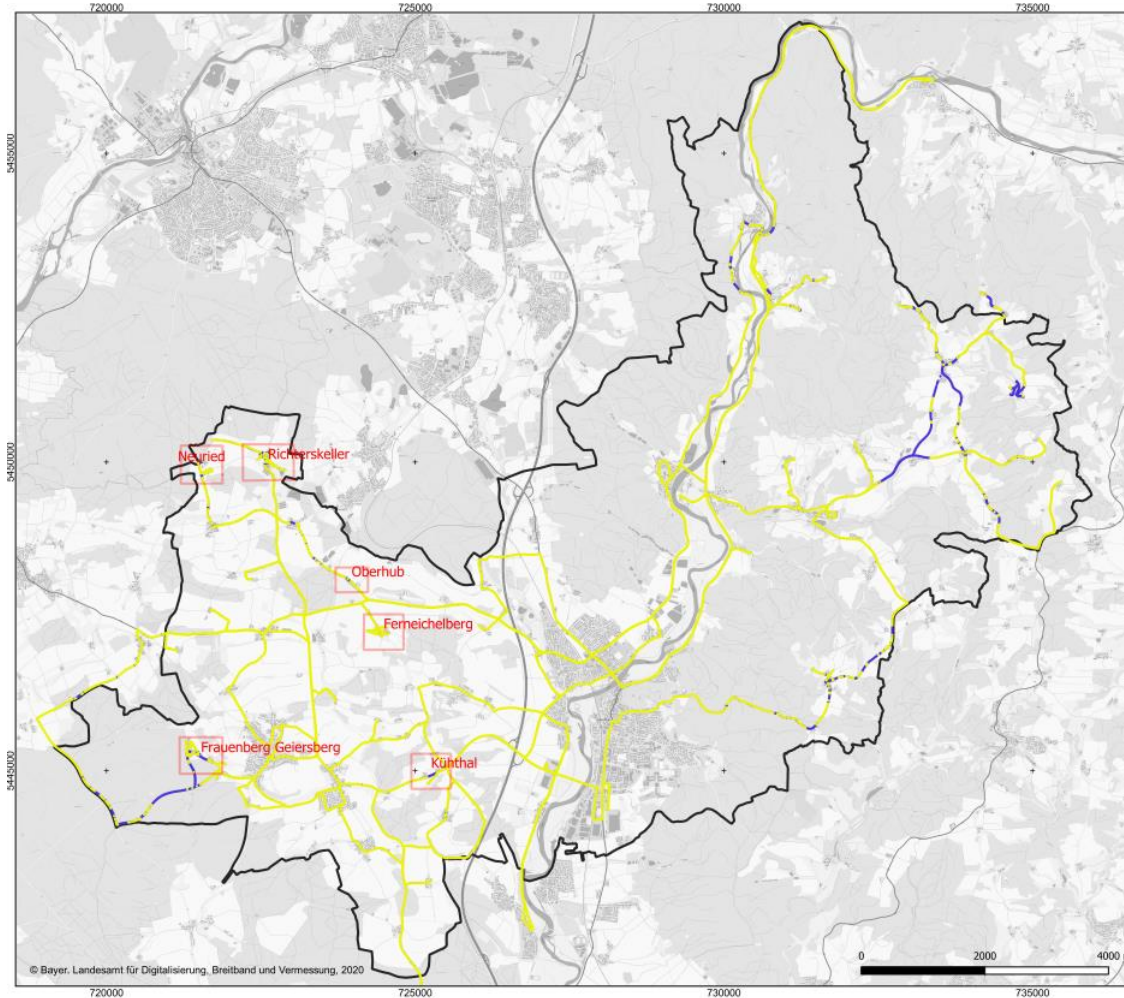 720000 725000 730000 735000
5455000
5450000
5445000
Neuried
Richterskeller
Oberhub
Ferneichelberg
Frauenberg Geiersberg
Kühthal
© Bayer. Landesamt für Digitalisierung, Breitband und Vermessung, 2020
0 2000 4000
720000 725000 730000 735000